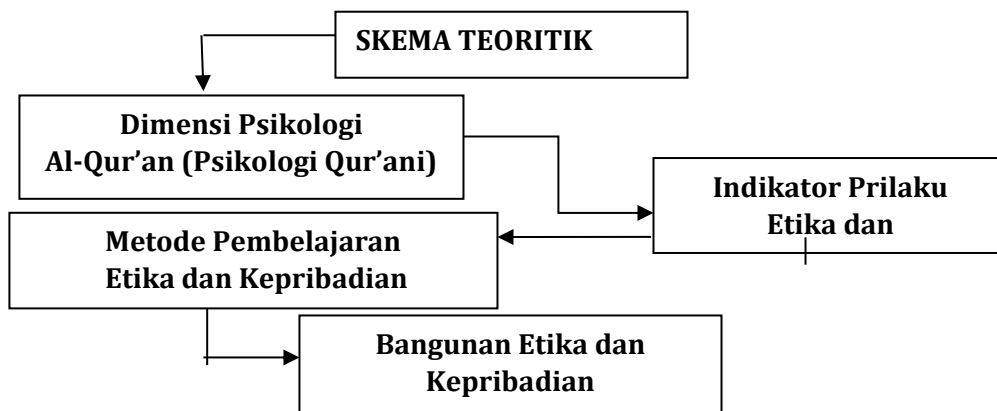 SKEMA TEORITIK
Dimensi Psikologi
Al-Qur’an (Psikologi Qur’ani)
Indikator Prilaku
Etika dan
Metode Pembelajaran
Etika dan Kepribadian
Bangunan Etika dan
Kepribadian